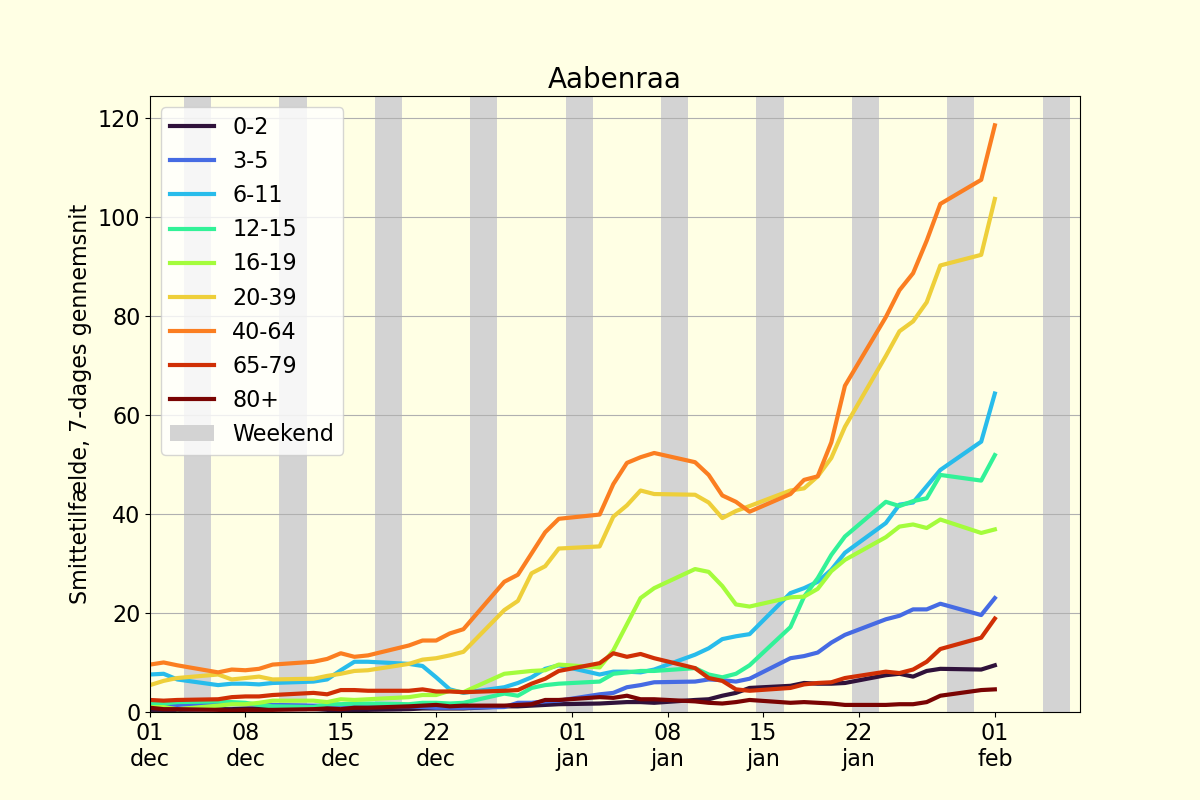 Aabenraa
Smittetilfælde, 7-dages gennemsnit
120
100
80
60
40
20
0
0-2
3-5
6-11
12-15
16-19
20-39
40-64
65-79
80+
Weekend
01 dec
08 dec
15 dec
22 dec
01 jan
08 jan
15 jan
22 jan
01 feb